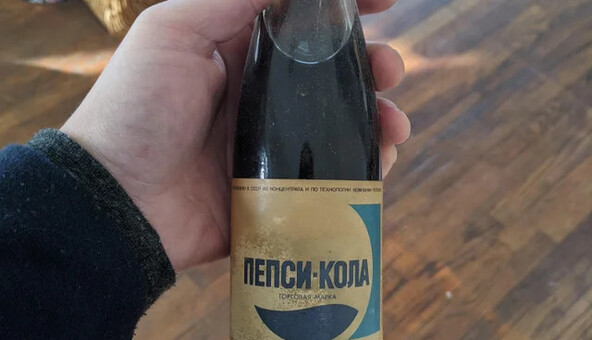 В СССР ИЗ КОНЦЕНТРАТА И ПО ТЕХНОЛОГИИ КОМПАНИИ
ПЕПСИ-КОЛА
ТОРГОВАЯ МАРКА